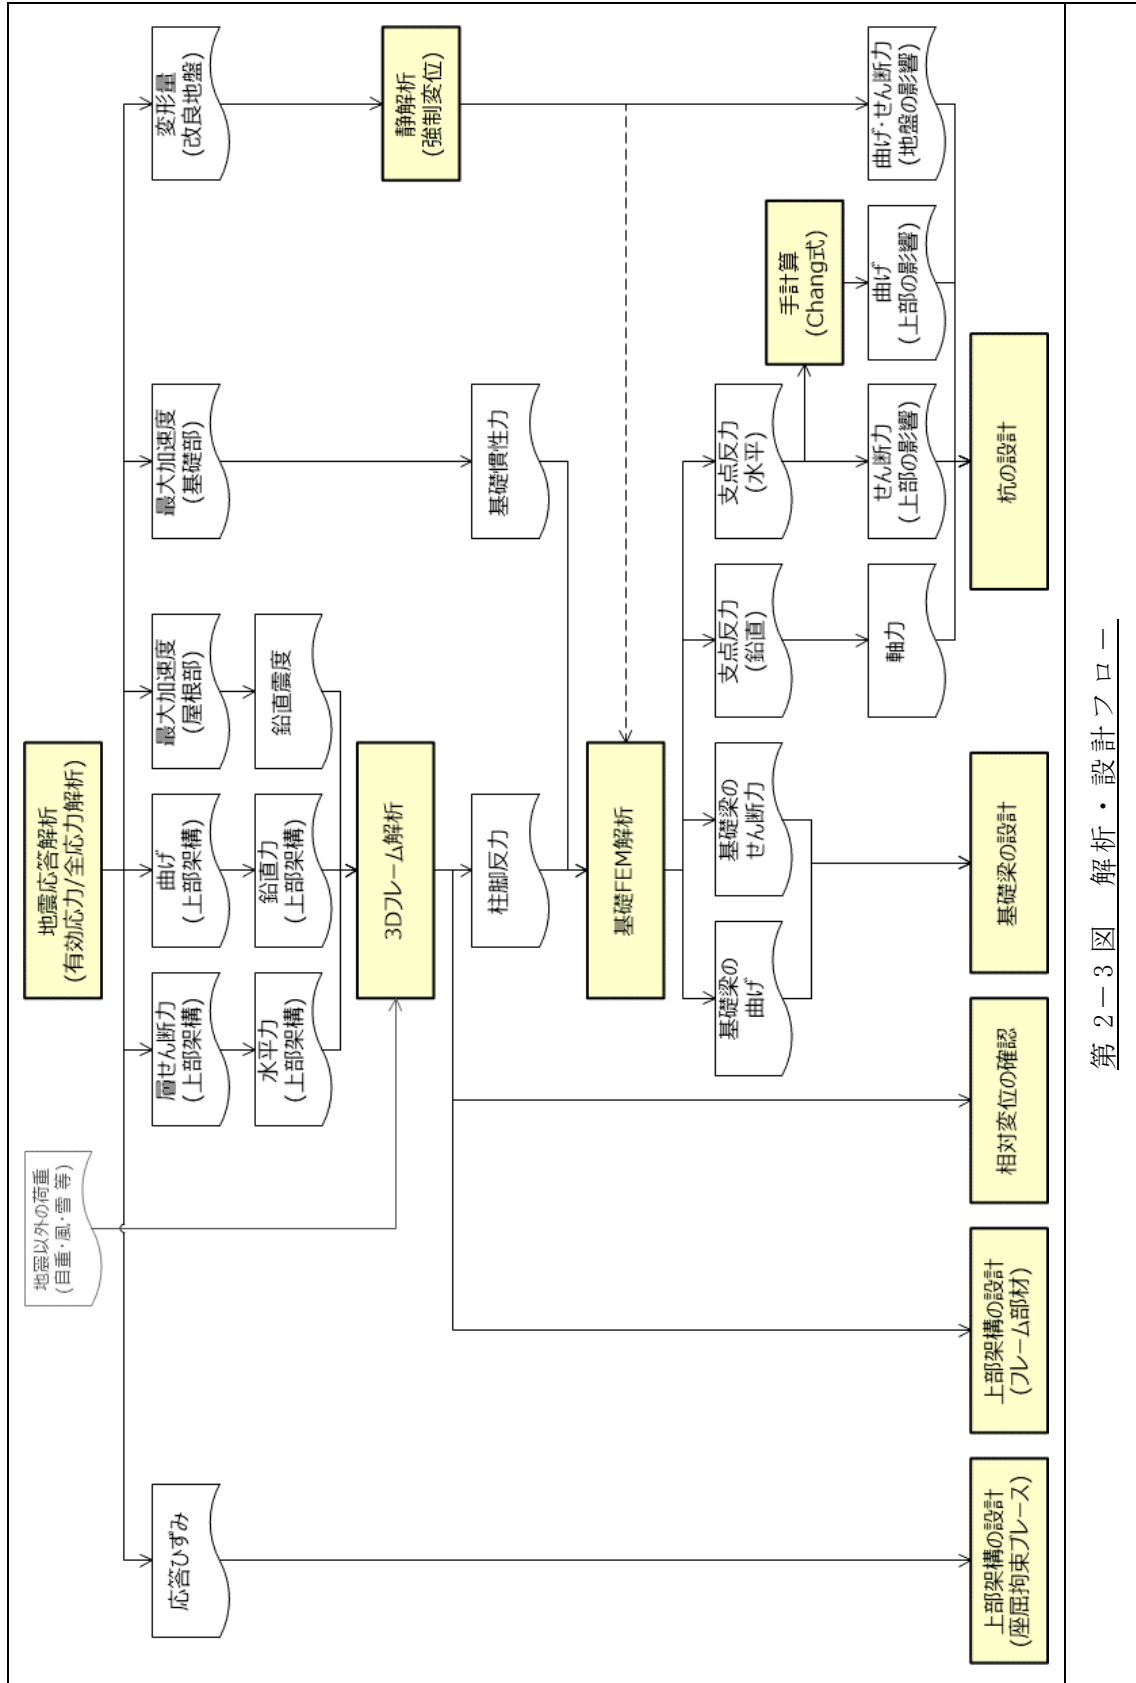 地震以外の荷重
(自重・風・雪 等)
地震応答解析
(有効応力/全応力解析)
応答ひずみ
層せん断力
(上部架構)
曲げ
(上部架構)
最大加速度
(屋根部)
最大加速度
(基礎部)
変形量
(改良地盤)
水平力
(上部架構)
鉛直力
(上部架構)
鉛直震度
3Dフレーム解析
静解析
(強制変位)
柱脚反力
基礎慣性力
基礎FEM解析
基礎梁の
曲げ
基礎梁の
せん断力
支点反力
(鉛直)
支点反力
(水平)
手計算
(Chang式)
軸力
せん断力
(上部の影響)
曲げ
(上部の影響)
曲げ・せん断力
(地盤の影響)
上部架構の設計
(座屈拘束ブレース)
上部架構の設計
(フレーム部材)
相対変位の確認
基礎梁の設計
杭の設計
第2-3図 解析・設計フロー